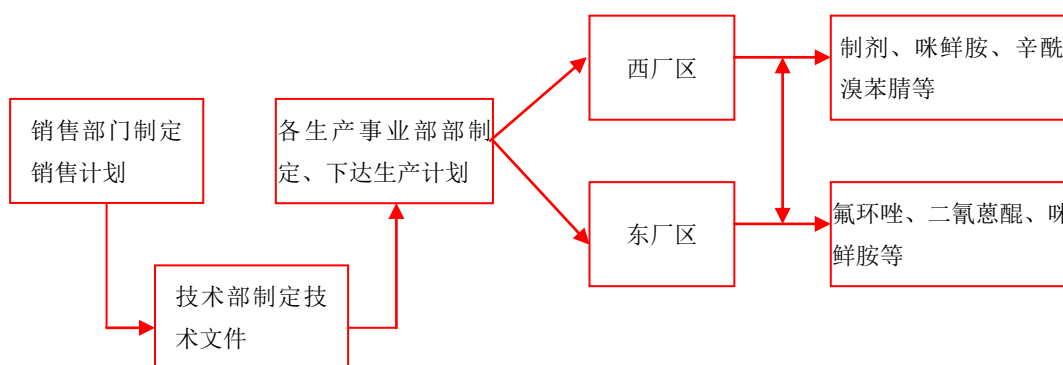 销售部门制定
销售计划
技术部制定技
术文件
各生产事业部部制
定、下达生产计划
西厂区
东厂区
制剂、咪鲜胺、辛酰
溴苯腈等
氟环唑、二氰蒽醌、咪
鲜胺等